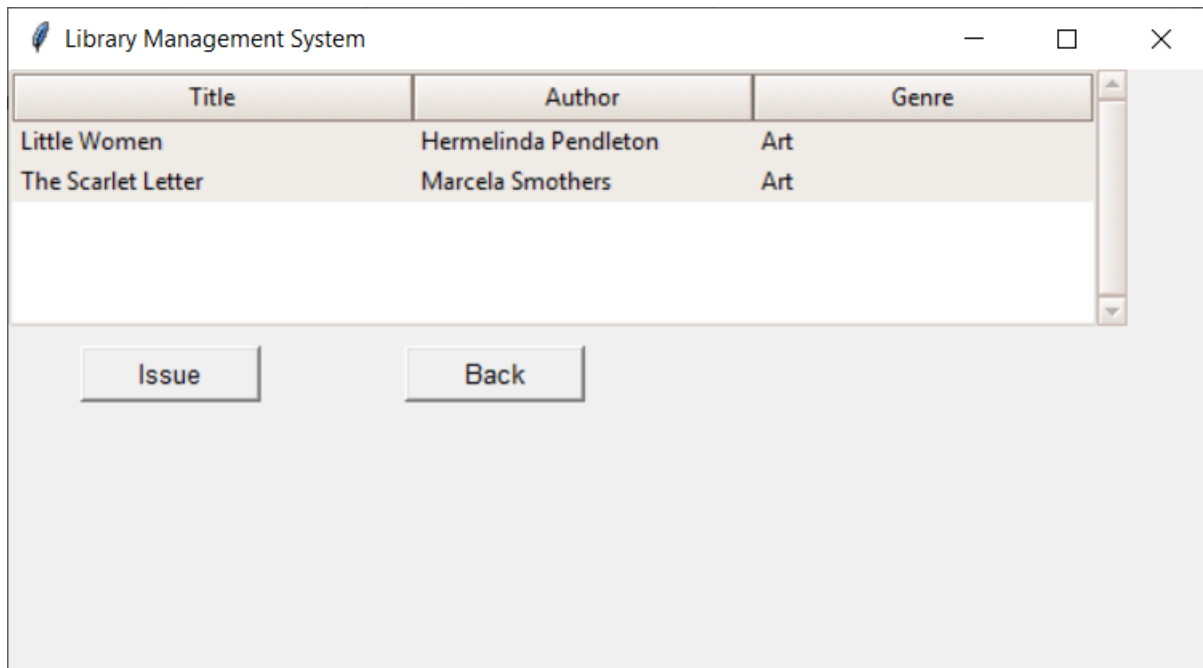 Library Management System
Title Author Genre
Little Women Hermelinda Pendleton Art
The Scarlet Letter Marcela Smothers Art
Issue Back